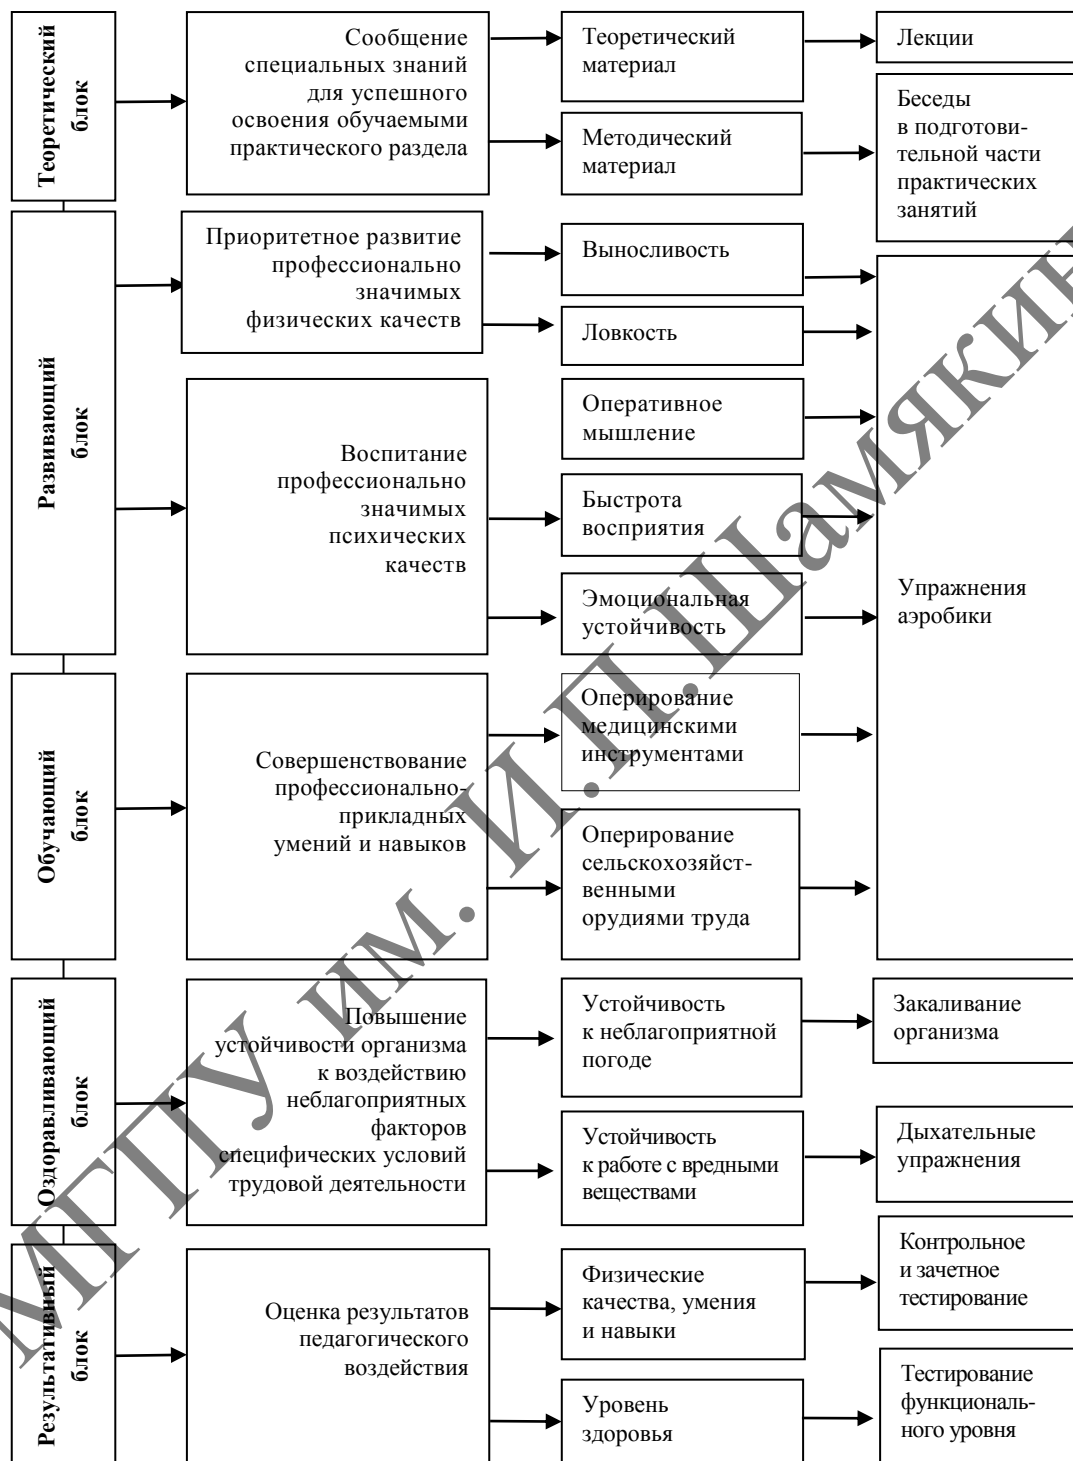 Теоретический
блок
Сообщение
специальных знаний
для успешного
освоения обучаемыми
практического раздела
Теоретический
материал
Лекции
Методический
материал
Беседы
в подготови-
тельной части
практических
занятий
Развивающий
блок
Приоритетное развитие
профессионально
значимых
физических качеств
Выносливость
Ловкость
Воспитание
профессионально
значимых
психических
качеств
Оперативное
мышление
Быстрота
восприятия
Эмоциональная
устойчивость
Упражнения
аэробики
Обучающий
блок
Совершенствование
профессионально-
прикладных
умений и навыков
Оперирование
медицинскими
инструментами
Оперирование
сельскохозяйст-
венными
орудиями труда
Оздоравливающий
блок
Повышение
устойчивости организма
к воздействию
неблагоприятных
факторов
специфических условий
трудовой деятельности
Устойчивость
к неблагоприятной
погоде
Закаливание
организма
Устойчивость
к работе с вредными
веществами
Дыхательные
упражнения
Результативный
блок
Оценка результатов
педагогического
воздействия
Физические
качества, умения
и навыки
Контрольное
и зачетное
тестирование
Уровень
здоровья
Тестирование
функциональ-
ного уровня
МГПУ им. И.П.Шамякин